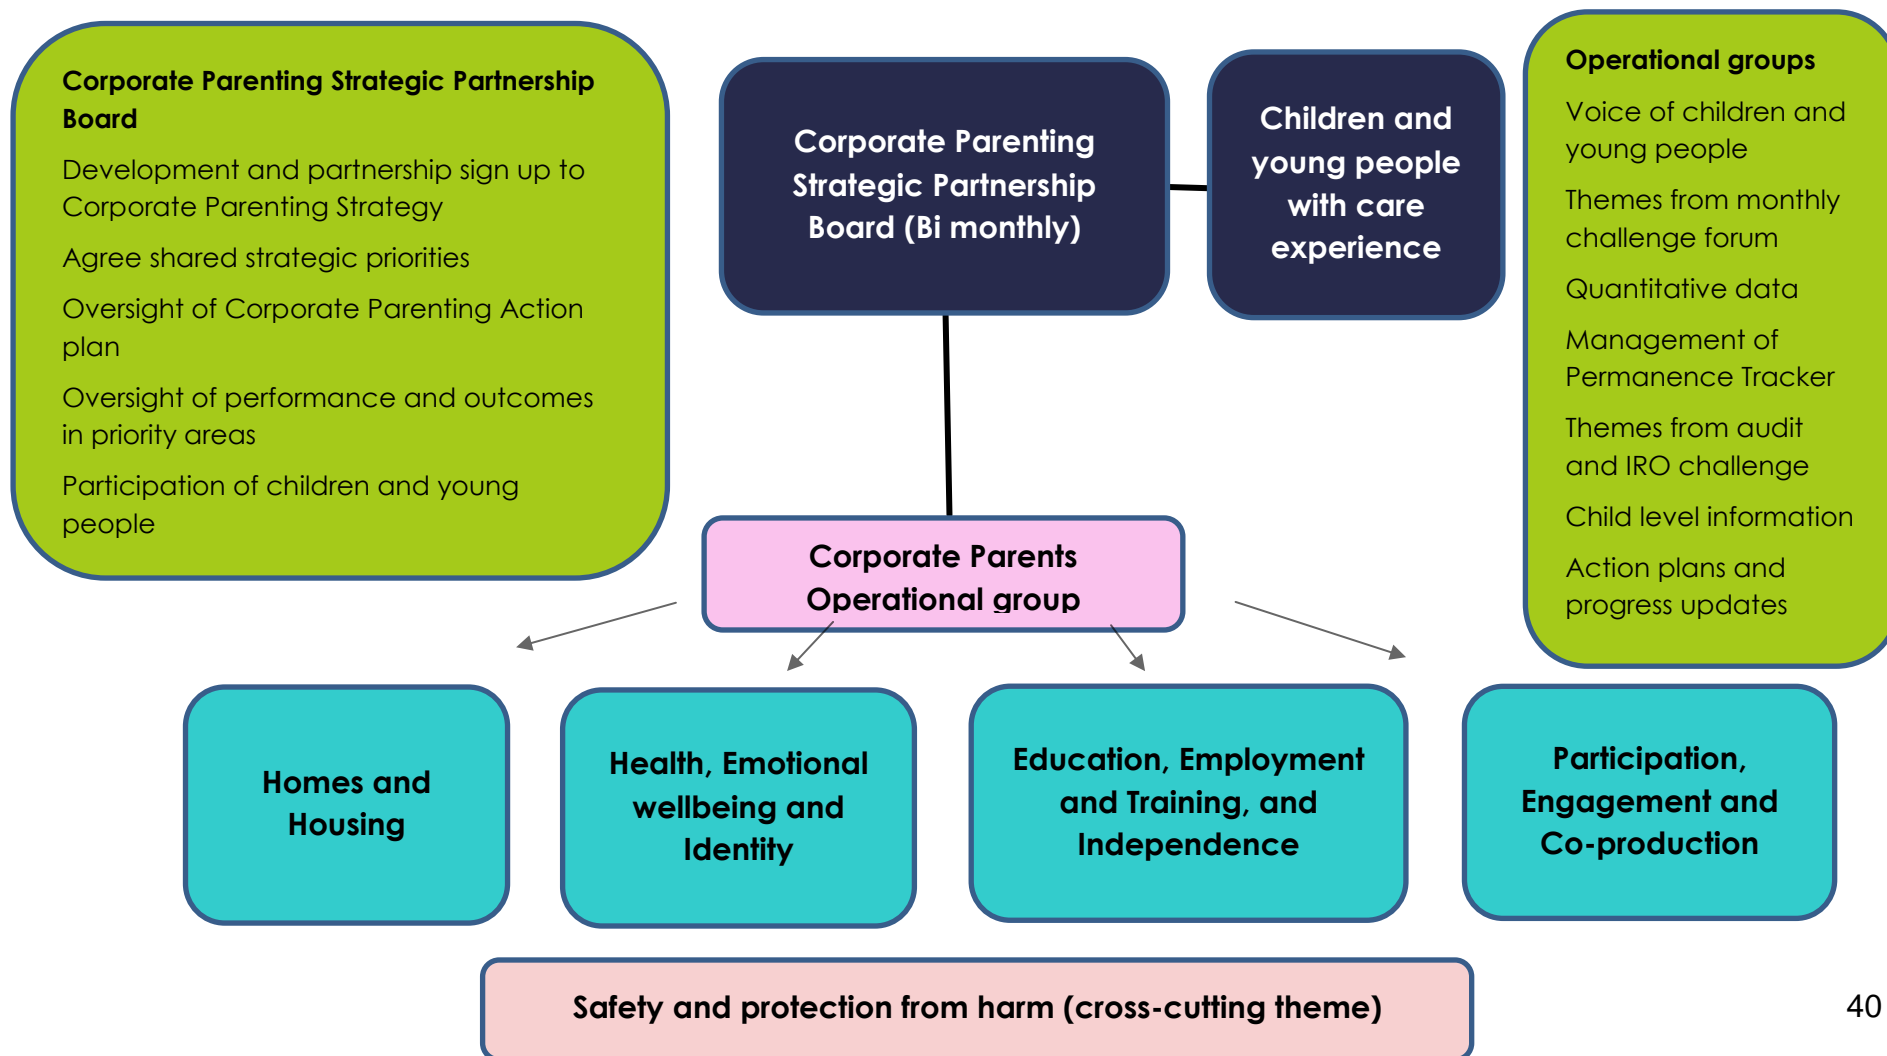 Corporate Parenting Strategic Partnership
Board
Development and partnership sign up to
Corporate Parenting Strategy
Agree shared strategic priorities
Oversight of Corporate Parenting Action
plan
Oversight of performance and outcomes
in priority areas
Participation of children and young
people
Corporate Parenting
Strategic Partnership
Board (Bi monthly)
Children and
young people
with care
experience
Operational groups
Voice of children and
young people
Themes from monthly
challenge forum
Quantitative data
Management of
Permanence Tracker
Themes from audit
and IRO challenge
Child level information
Action plans and
progress updates
Corporate Parents
Operational group
Homes and
Housing
Health, Emotional
wellbeing and
Identity
Education, Employment
and Training, and
Independence
Participation,
Engagement and
Co-production
Safety and protection from harm (cross-cutting theme)
40